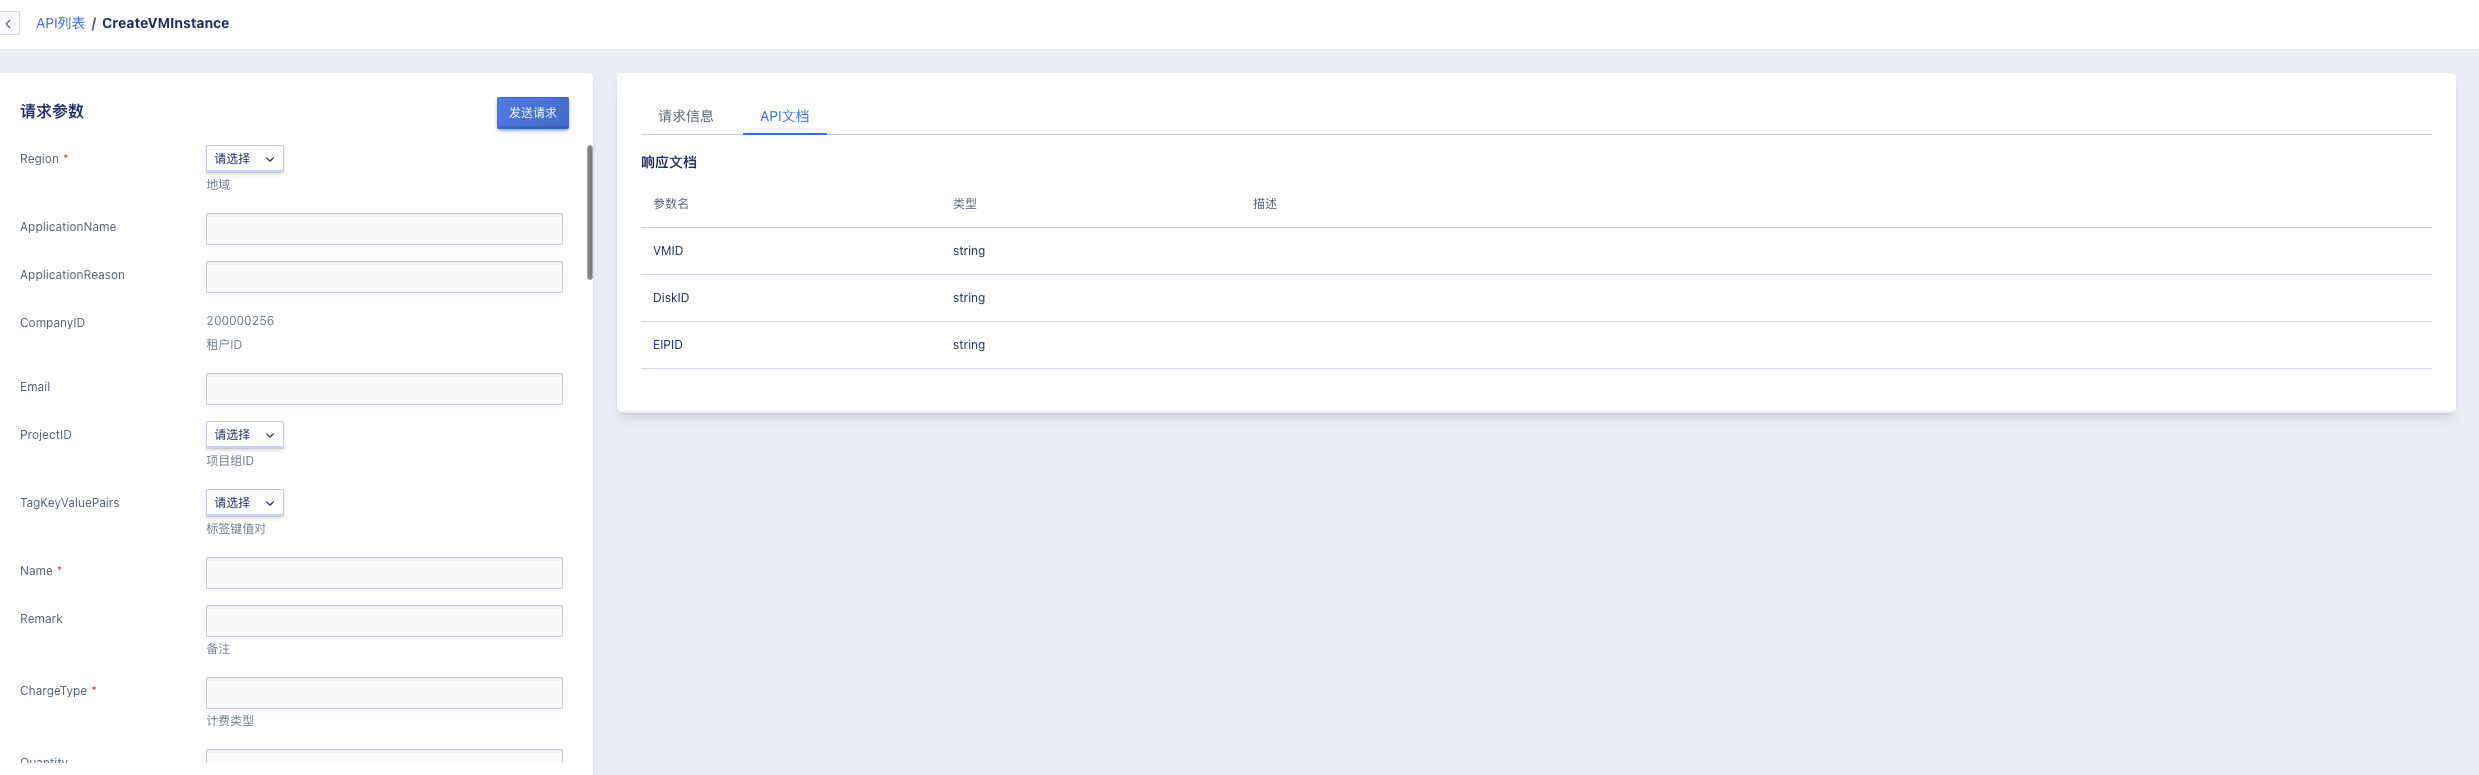 API列表 / CreateVMInstance
请求参数
发送请求
Region *
请选择
地域
ApplicationName
ApplicationReason
CompanyID
200000256
租户ID
Email
ProjectID
请选择
项目组ID
TagKeyValuePairs
请选择
标签键值对
Name *
Remark
备注
ChargeType *
计费类型
Quantity
请求信息 API文档
响应文档
参数名 类型 描述
VMID string
DiskID string
EIPID string